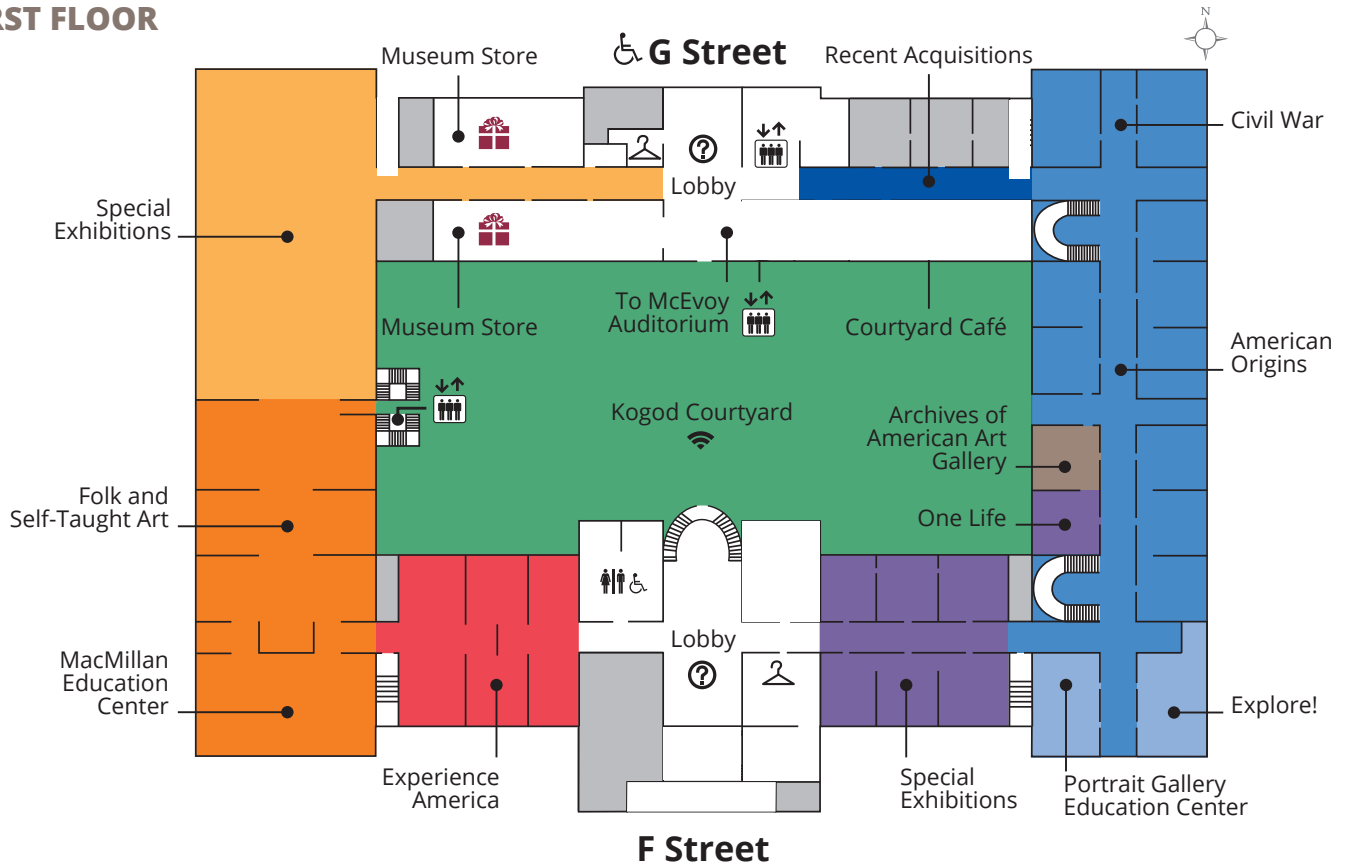 RST FLOOR
N
Museum Store
G Street
Recent Acquisitions
Civil War
?
Lobby
Special
Exhibitions
To McEvoy
Auditorium
Museum Store
Courtyard Café
American
Origins
Kogod Courtyard
Archives of
American Art
Gallery
Folk and
Self-Taught Art
One Life
Lobby
?
MacMillan
Education
Center
Explore!
Experience
America
Special
Exhibitions
Portrait Gallery
Education Center
F Street